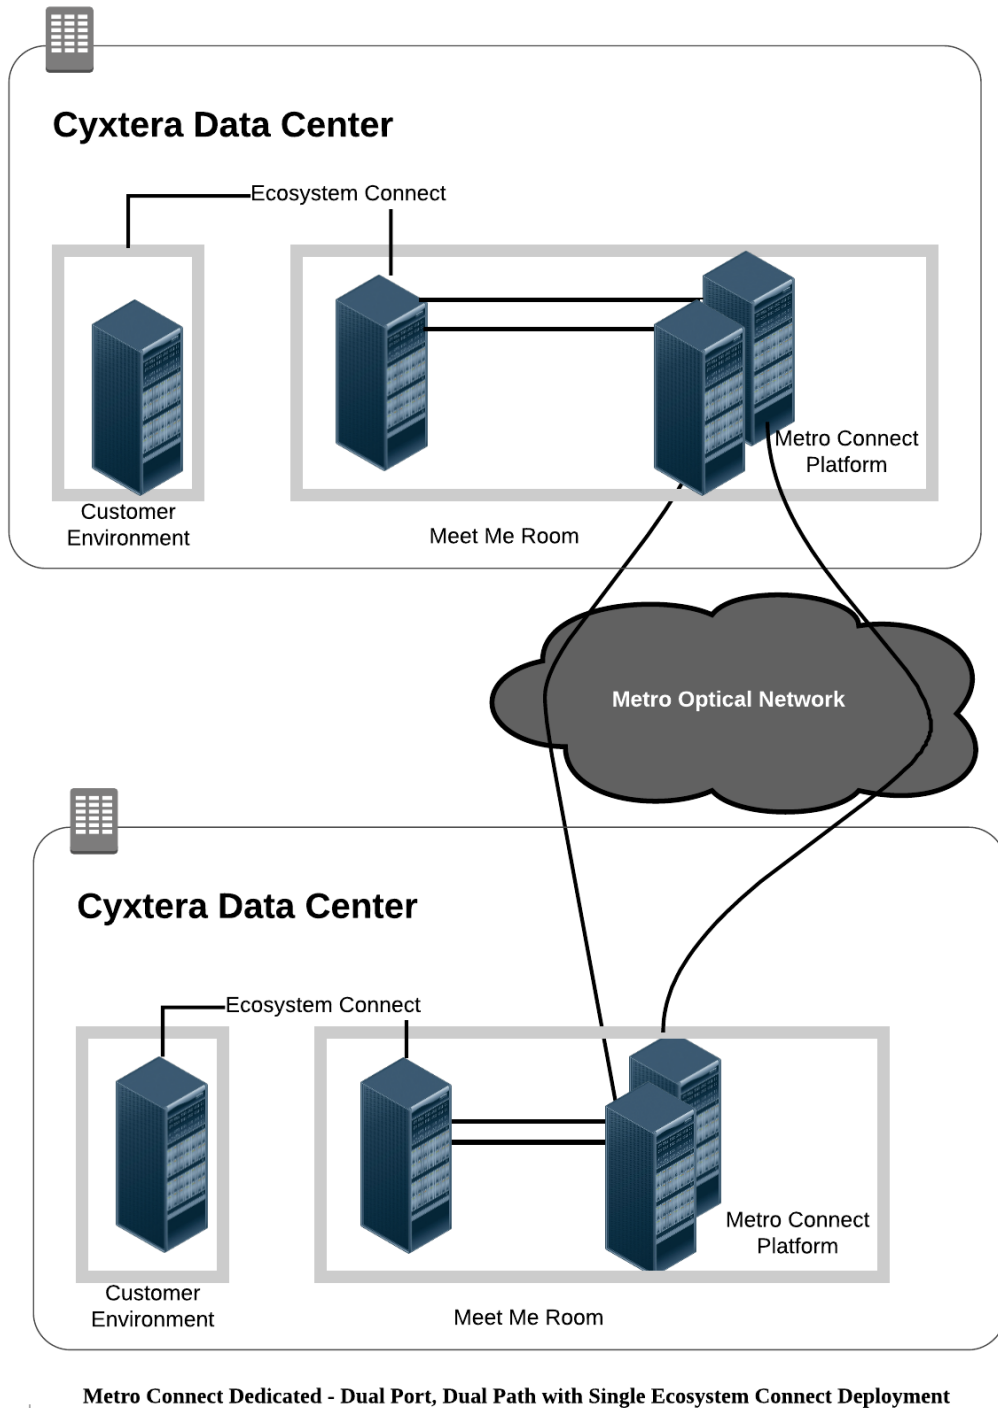 Cyxtera Data Center
Ecosystem Connect
Metro Connect
Platform
Customer
Environment
Meet Me Room
Metro Optical Network
Cyxtera Data Center
Ecosystem Connect
Metro Connect
Platform
Customer
Environment
Meet Me Room
Metro Connect Dedicated - Dual Port, Dual Path with Single Ecosystem Connect Deployment